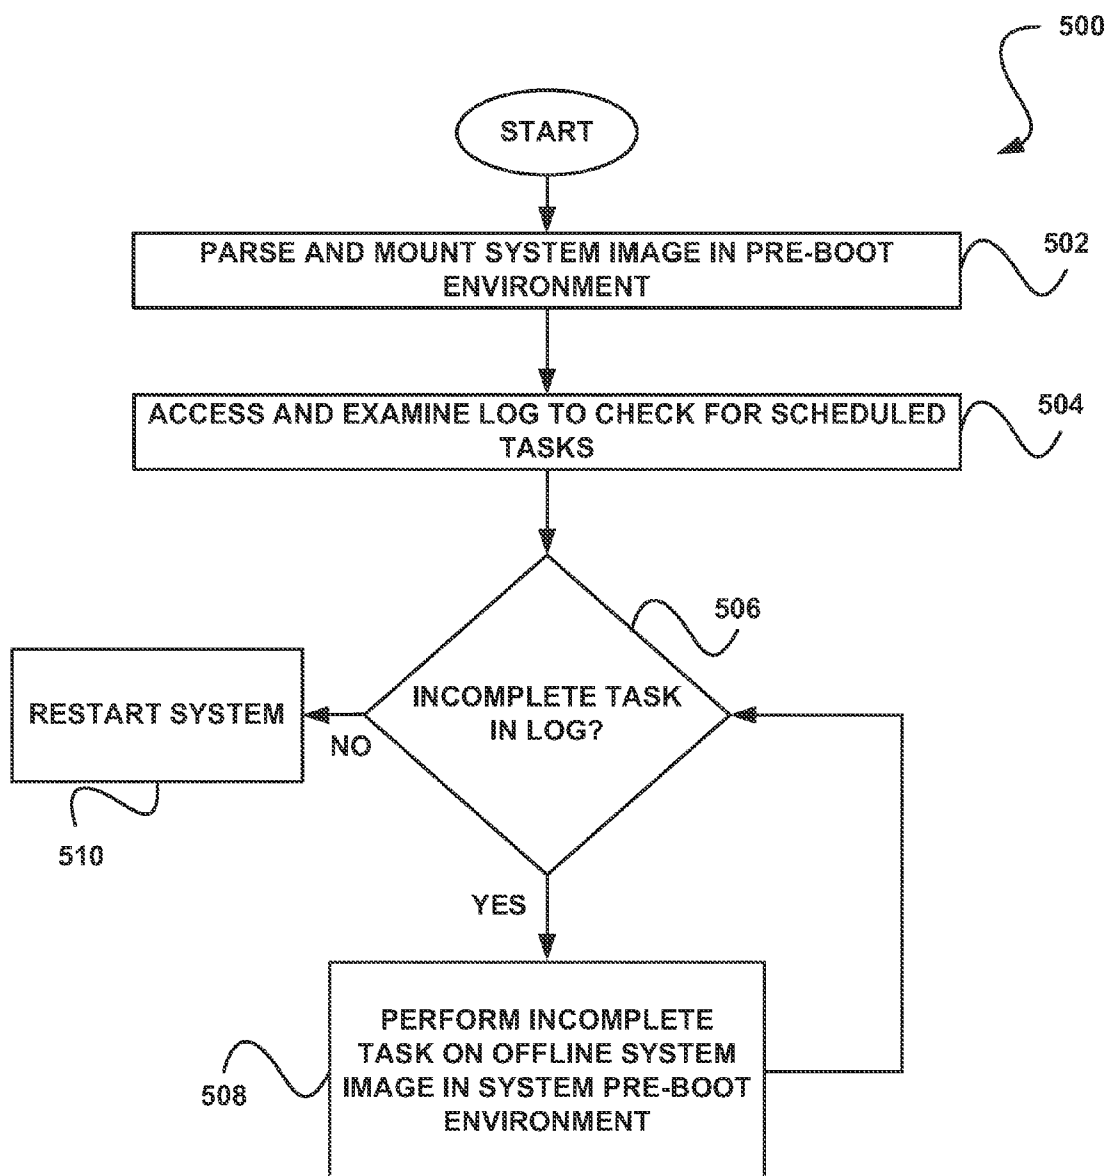 500
START
PARSE AND MOUNT SYSTEM IMAGE IN PRE-BOOT
ENVIRONMENT
502
ACCESS AND EXAMINE LOG TO CHECK FOR SCHEDULED
TASKS
504
506
INCOMPLETE TASK
IN LOG?
RESTART SYSTEM
NO
510
YES
PERFORM INCOMPLETE
TASK ON OFFLINE SYSTEM
IMAGE IN SYSTEM PRE-BOOT
ENVIRONMENT
508